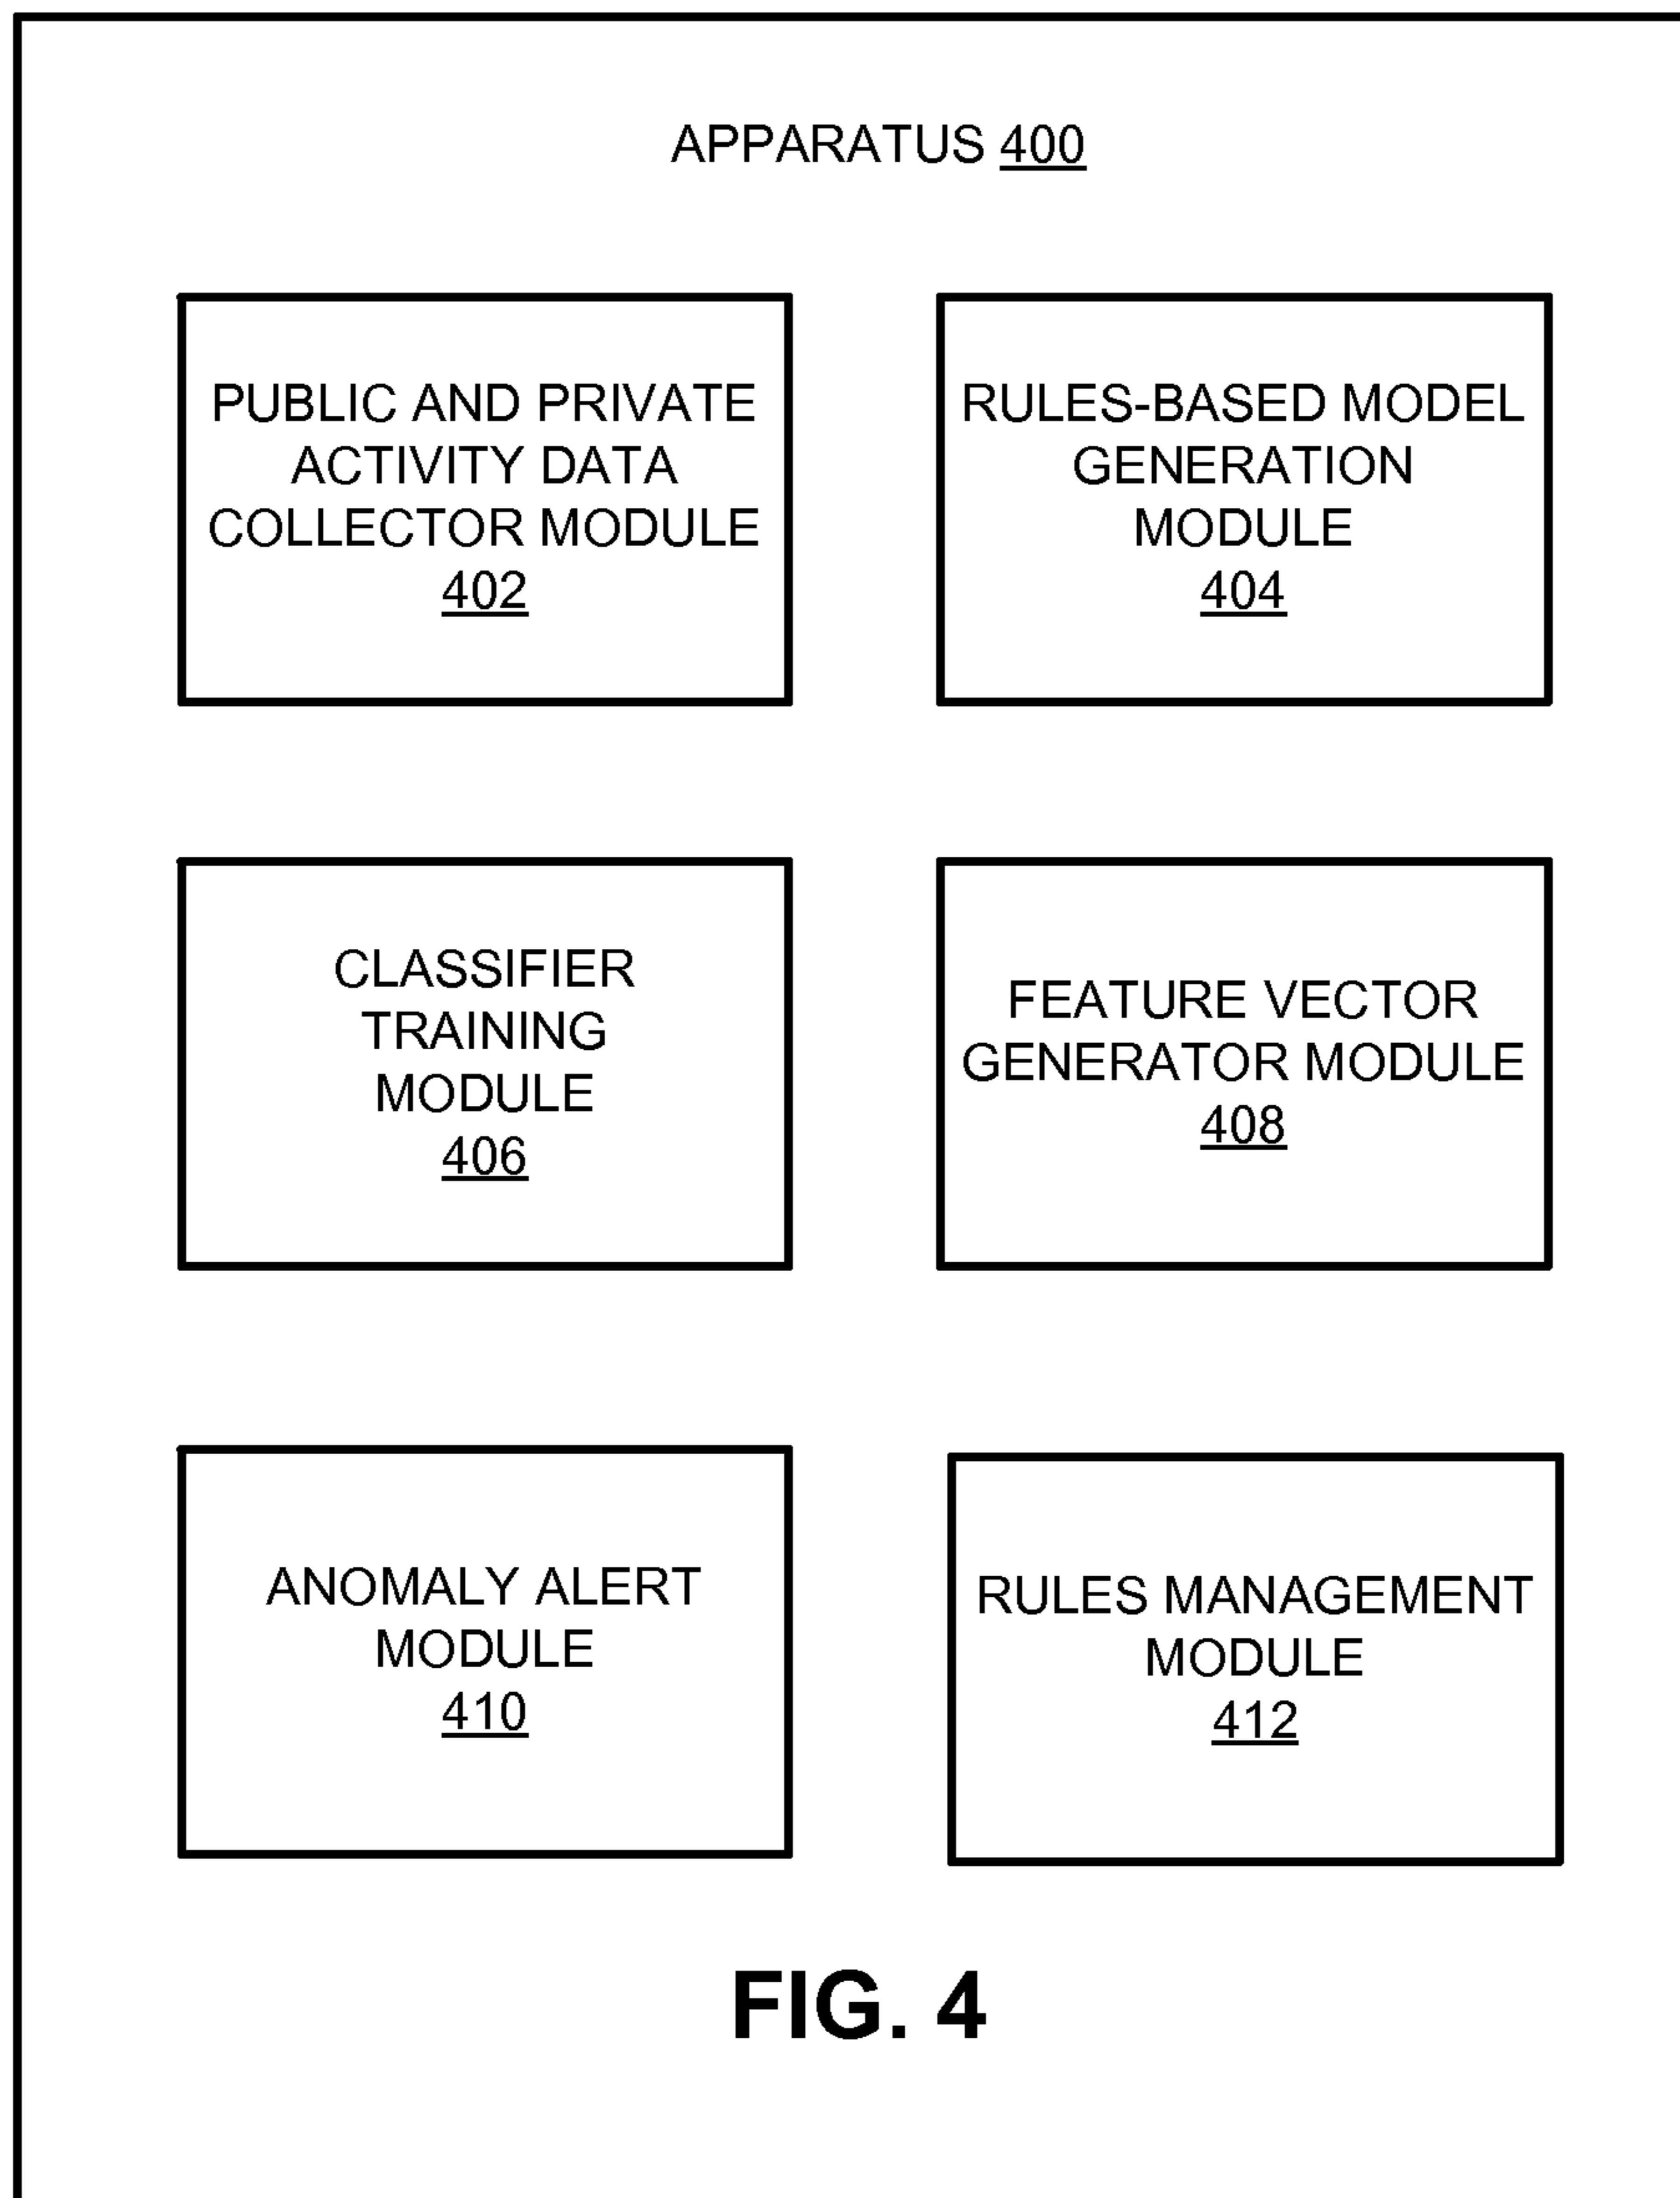 APPARATUS 400
PUBLIC AND PRIVATE
ACTIVITY DATA
COLLECTOR MODULE
402
RULES-BASED MODEL
GENERATION
MODULE
404
CLASSIFIER
TRAINING
MODULE
406
FEATURE VECTOR
GENERATOR MODULE
408
ANOMALY ALERT
MODULE
410
RULES MANAGEMENT
MODULE
412
FIG. 4